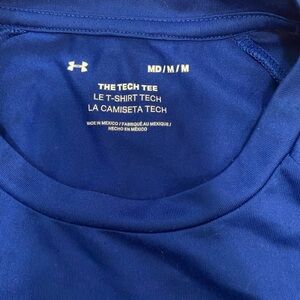 MD/M/M
THE TECH TEE
LE T-SHIRT TECH
LA CAMISETA TECH
MADE IN MEXICO / FABRIQUÉ AU MEXIQUE /
HECHO EN MÉXICO